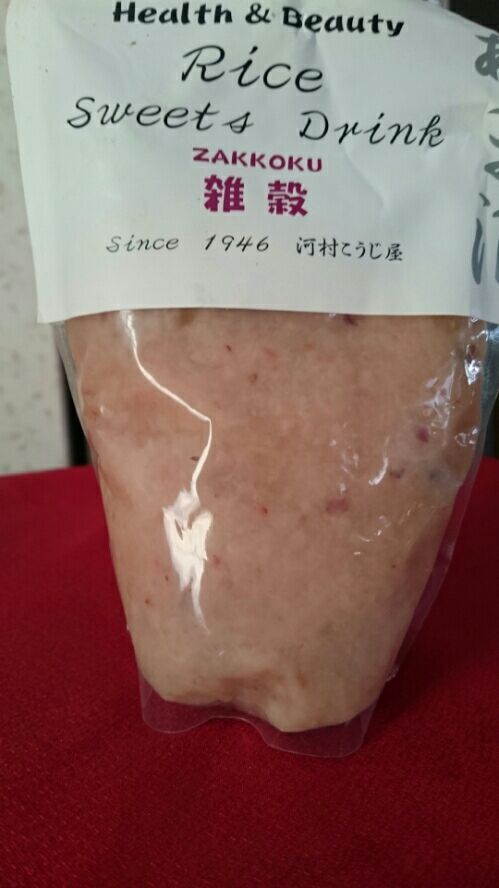 Health & Beauty
Rice
Sweets Drink
ZAKKOKU
雑穀
Since 1946 河村こうじ屋